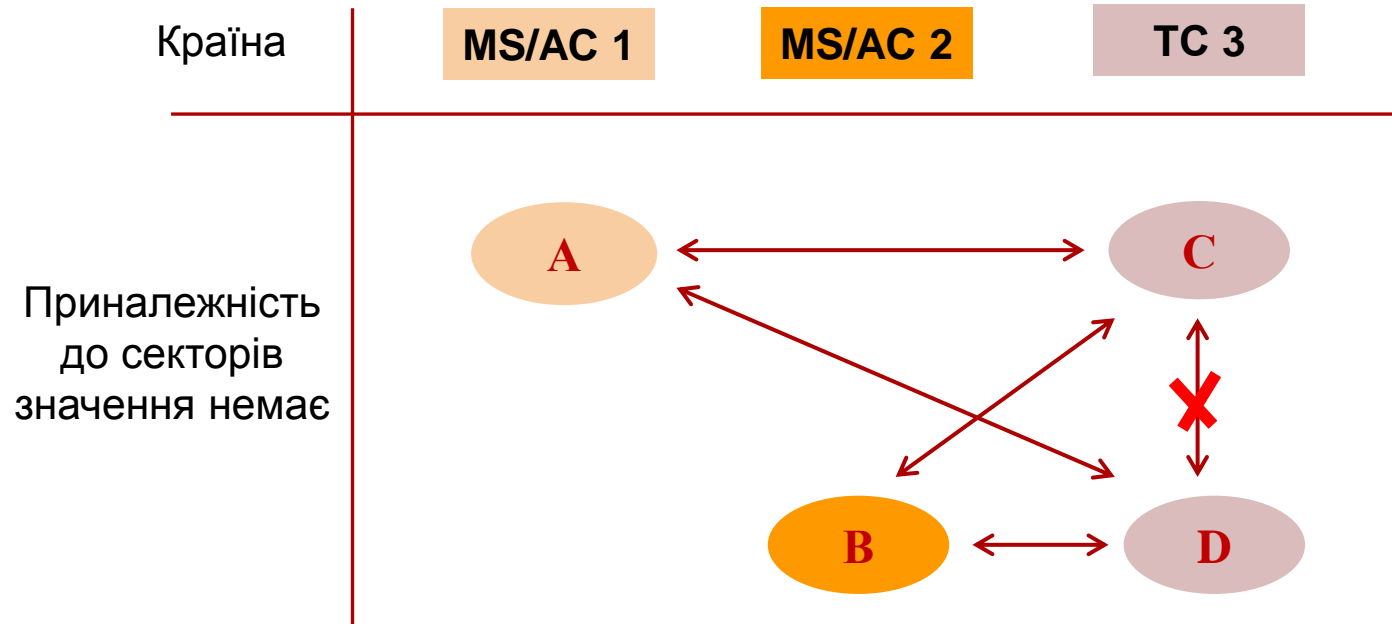 Країна
MS/AC 1
MS/AC 2
TC 3
A
C
Приналежність
до секторів
значення немає
B
D